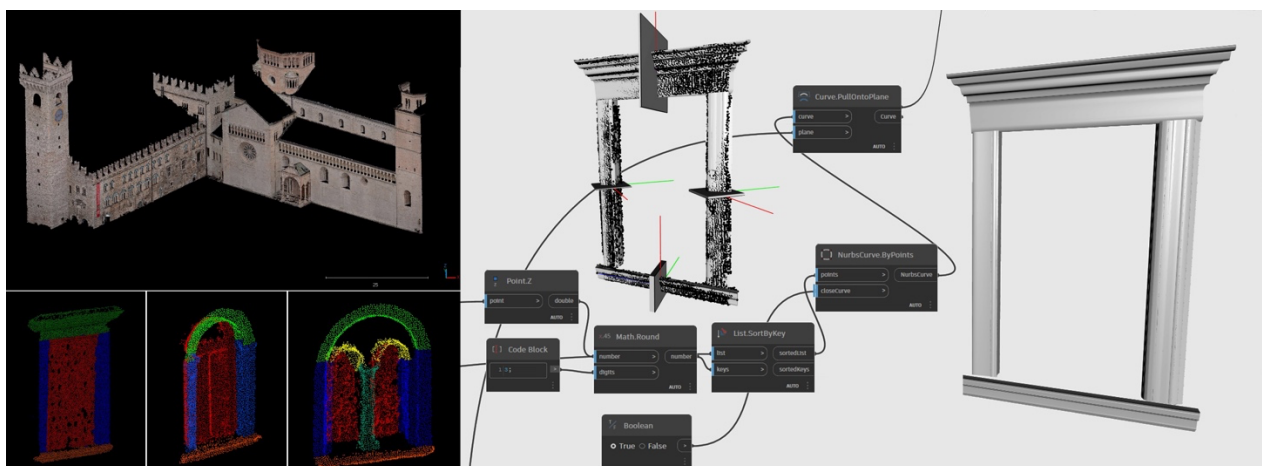 Curve.PullOntoPlane
curve > curve
plane >
AUTO
NurbsCurve.ByPoints
points > NurbsCurve
closeCurve >
AUTO
Point.Z
point > double
AUTO
Math.Round
number > number
digits >
AUTO
List.SortByKey
list > sortedList
keys > sortedKeys
AUTO
Code Block
Boolean
True False
AUTO